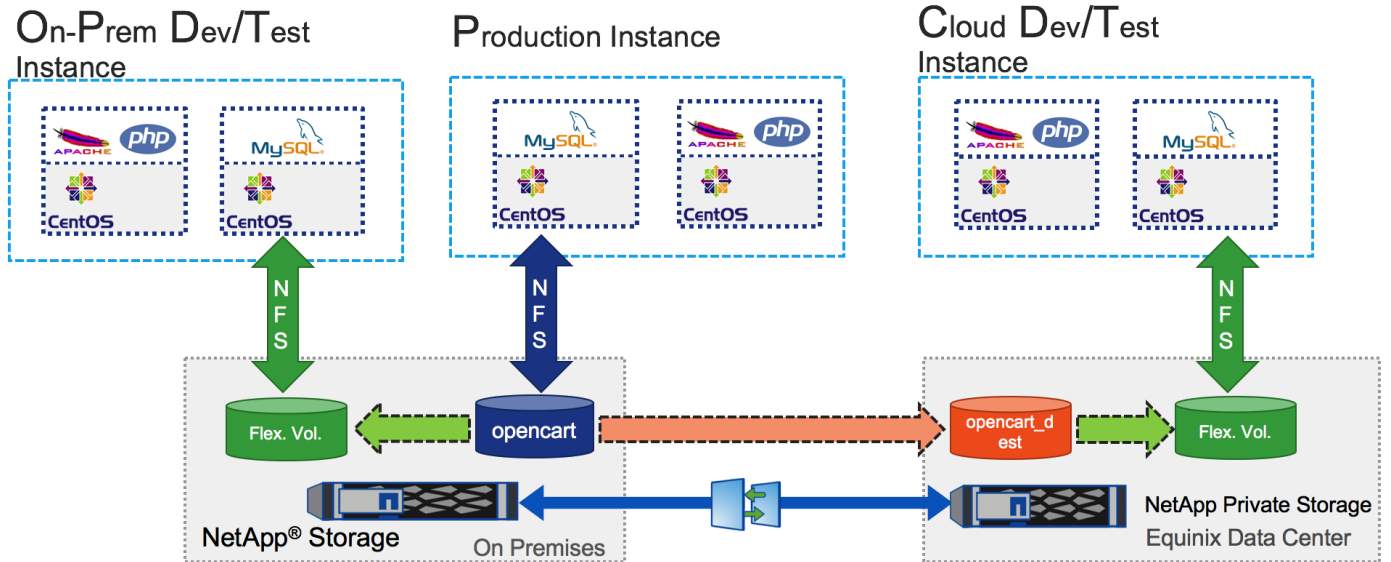 On-Prem Dev/Test
Instance
Production Instance
Cloud Dev/Test
Instance
APACHE
php
MySQL®
CentOS
CentOS
MySQL®
APACHE
php
CentOS
CentOS
APACHE
php
MySQL®
CentOS
CentOS
NFS
NFS
NFS
Flex. Vol.
opencart
opencart_d
est
Flex. Vol.
NetApp® Storage
On Premises
NetApp Private Storage
Equinix Data Center